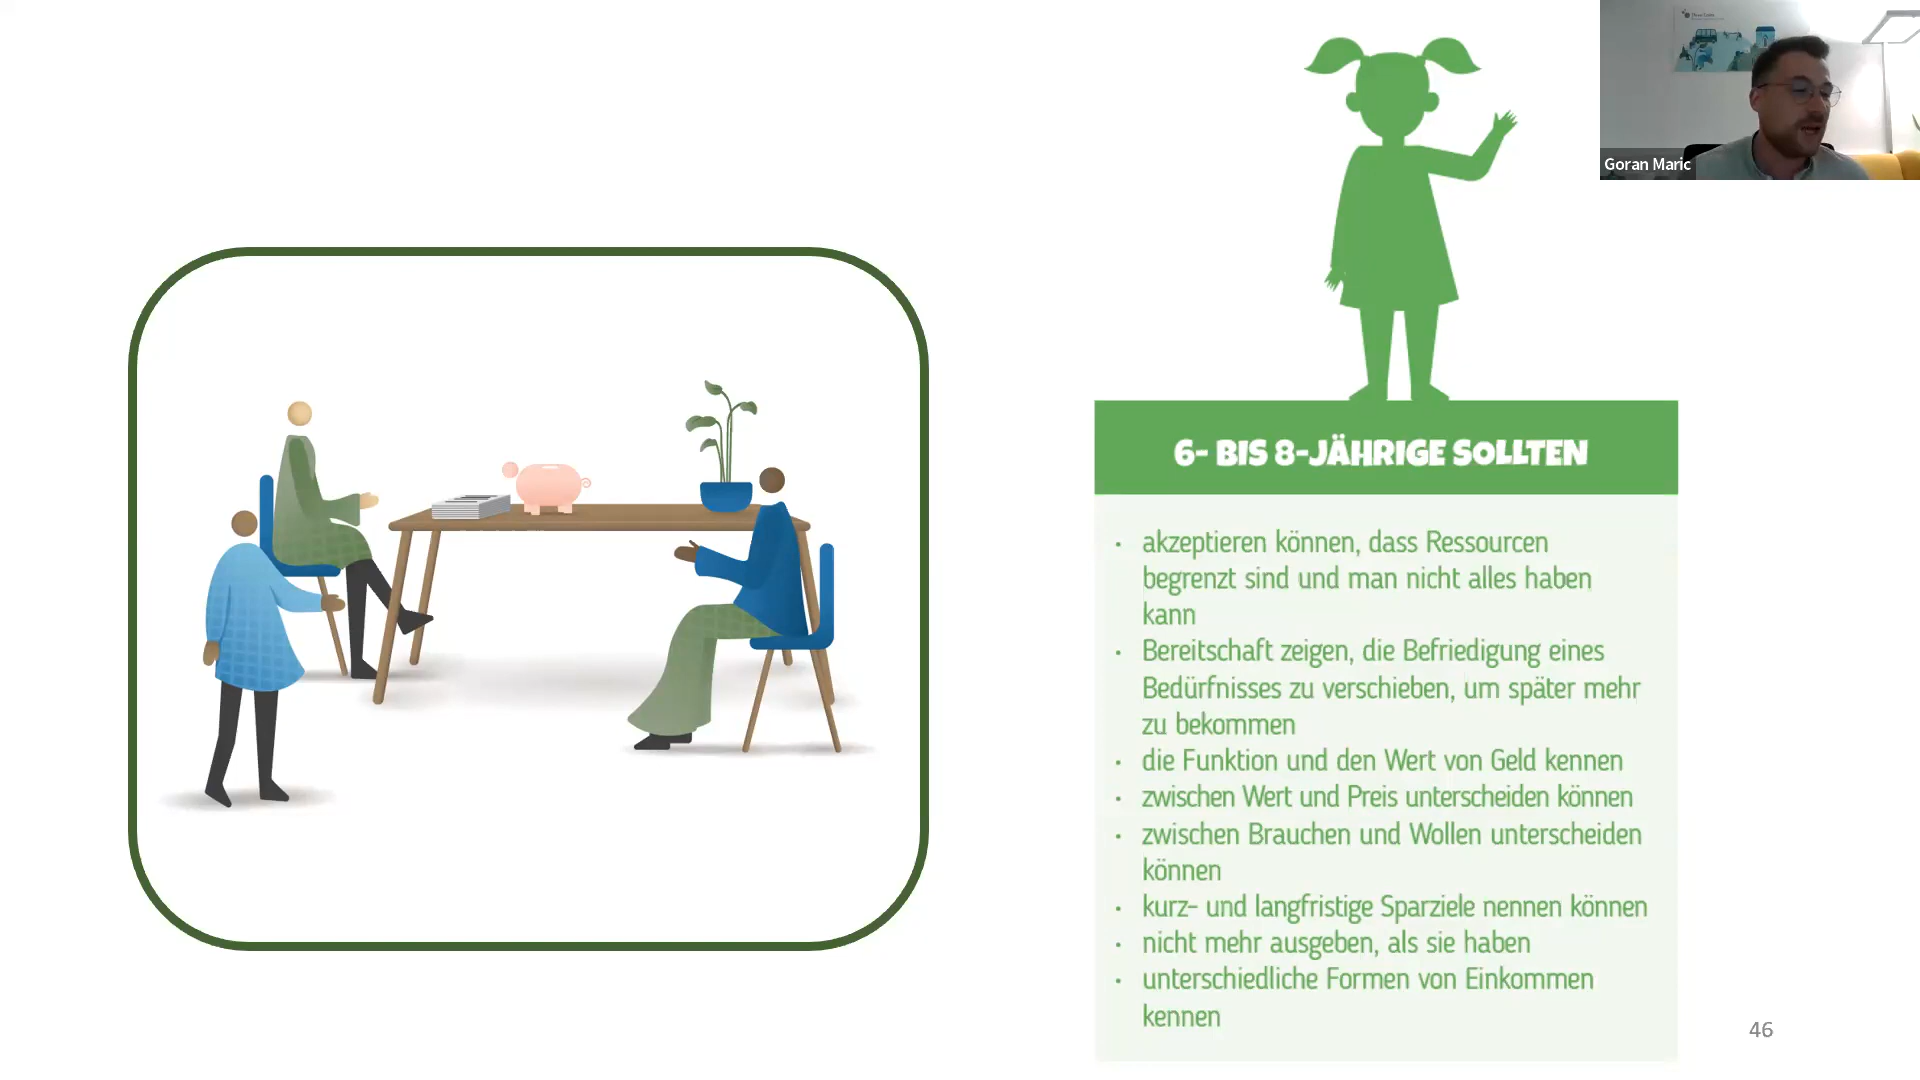 Goran Maric
6- BIS 8-JÄHRIGE SOLLTEN
· akzeptieren können, dass Ressourcen
begrenzt sind und man nicht alles haben
kann
· Bereitschaft zeigen, die Befriedigung eines
Bedürfnisses zu verschieben, um später mehr
zu bekommen
· die Funktion und den Wert von Geld kennen
· zwischen Wert und Preis unterscheiden können
· zwischen Brauchen und Wollen unterscheiden
können
· kurz- und langfristige Sparziele nennen können
· nicht mehr ausgeben, als sie haben
· unterschiedliche Formen von Einkommen
kennen
46